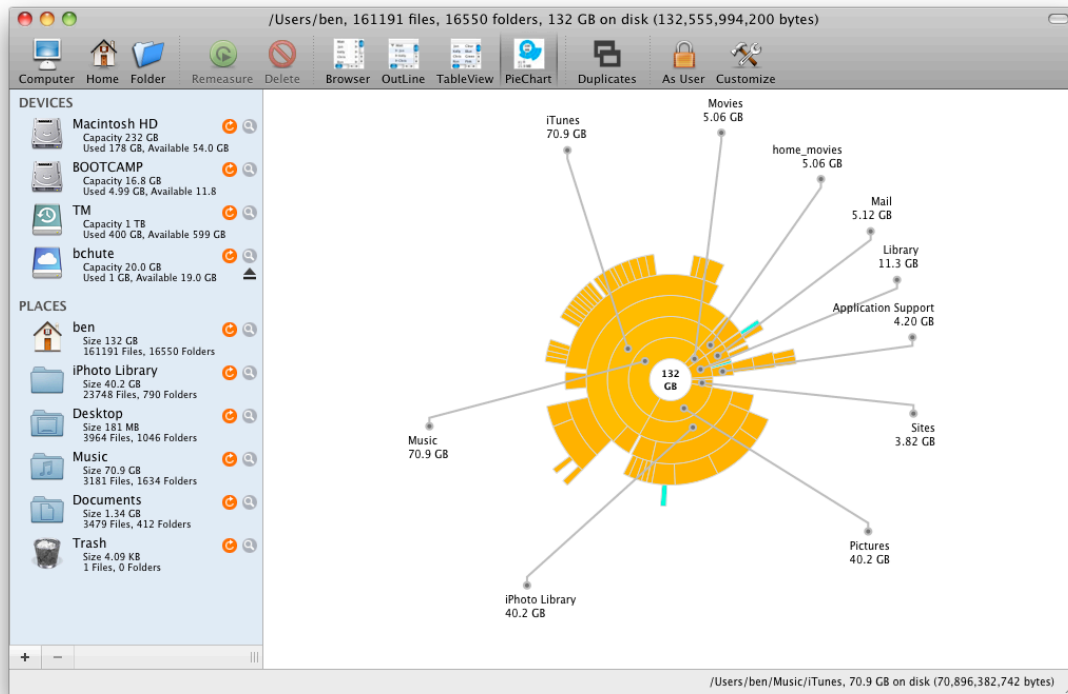 /Users/ben, 161191 files, 16550 folders, 132 GB on disk (132,555,994,200 bytes)
Computer Home Folder Remeasure Delete Browser OutLine TableView PieChart Duplicates As User Customize
DEVICES
Macintosh HD
Capacity 232 GB
Used 178 GB, Available 54.0 GB
BOOTCAMP
Capacity 16.8 GB
Used 4.99 GB, Available 11.8
TM
Capacity 1 TB
Used 400 GB, Available 599 GB
bchute
Capacity 20.0 GB
Used 1 GB, Available 19.0 GB
PLACES
ben
Size 132 GB
161191 Files, 16550 Folders
iPhoto Library
Size 40.2 GB
23748 Files, 790 Folders
Desktop
Size 181 MB
3964 Files, 1046 Folders
Music
Size 70.9 GB
3181 Files, 1634 Folders
Documents
Size 1.34 GB
3479 Files, 412 Folders
Trash
Size 4.09 KB
1 Files, 0 Folders
Movies
5.06 GB
iTunes
70.9 GB
home_movies
5.06 GB
Mail
5.12 GB
Library
11.3 GB
Application Support
4.20 GB
132
GB
Sites
3.82 GB
Music
70.9 GB
Pictures
40.2 GB
iPhoto Library
40.2 GB
/Users/ben/Music/iTunes, 70.9 GB on disk (70,896,382,742 bytes)